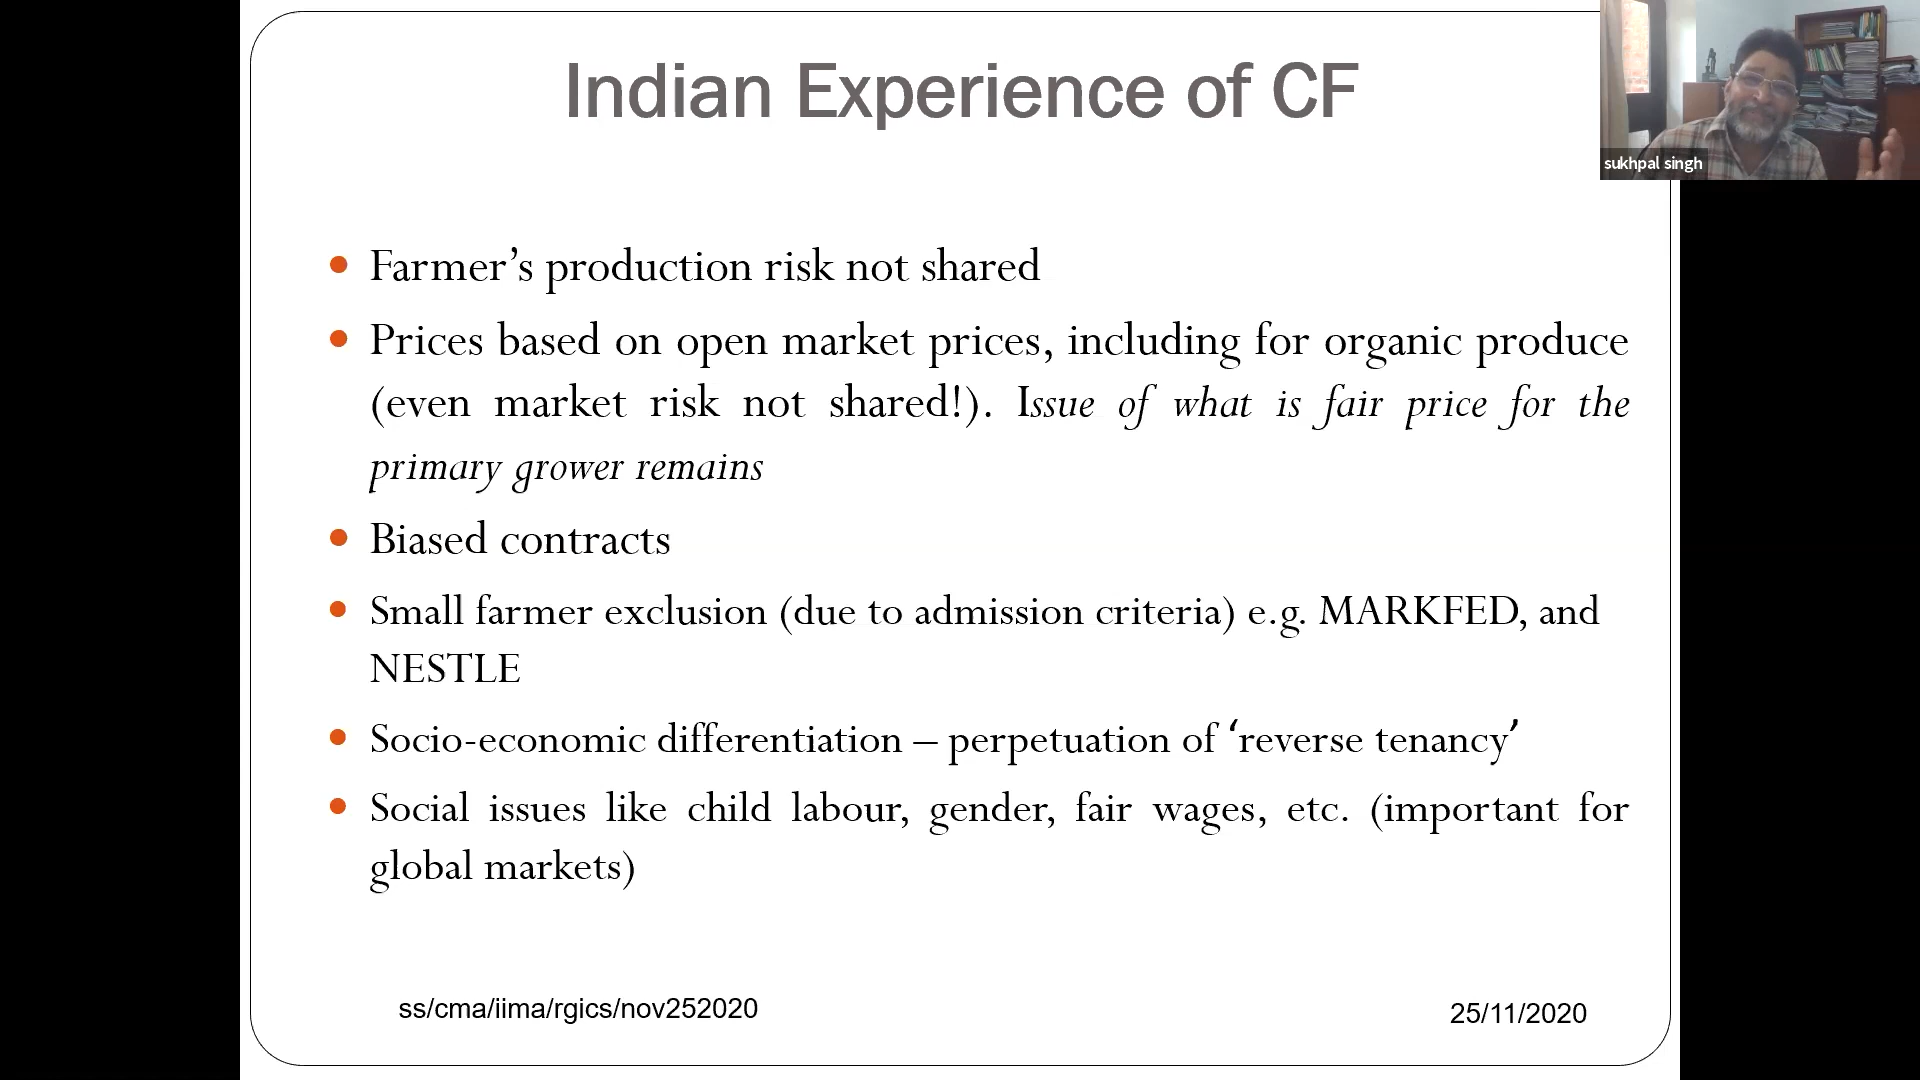 Indian Experience of CF
sukhpal singh
Farmer’s production risk not shared
Prices based on open market prices, including for organic produce
(even market risk not shared!). Issue of what is fair price for the
primary grower remains
Biased contracts
Small farmer exclusion (due to admission criteria) e.g. MARKFED, and
NESTLE
Socio-economic differentiation – perpetuation of ‘reverse tenancy’
Social issues like child labour, gender, fair wages, etc. (important for
global markets)
ss/cma/iima/rgics/nov252020
25/11/2020